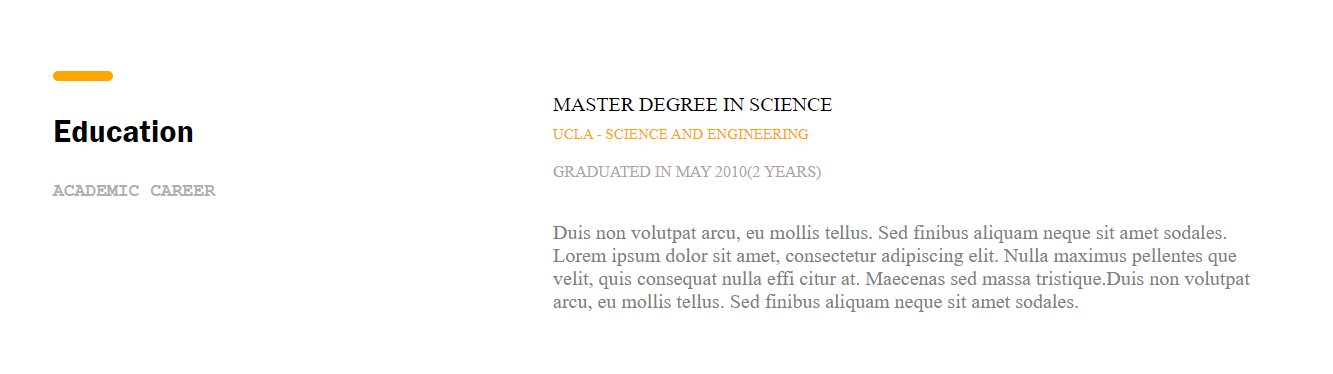 Education
ACADEMIC CAREER
MASTER DEGREE IN SCIENCE
UCLA - SCIENCE AND ENGINEERING
GRADUATED IN MAY 2010(2 YEARS)
Duis non volutpat arcu, eu mollis tellus. Sed finibus aliquam neque sit amet sodales.
Lorem ipsum dolor sit amet, consectetur adipiscing elit. Nulla maximus pellentes que
velit, quis consequat nulla effi citur at. Maecenas sed massa tristique.Duis non volutpat
arcu, eu mollis tellus. Sed finibus aliquam neque sit amet sodales.